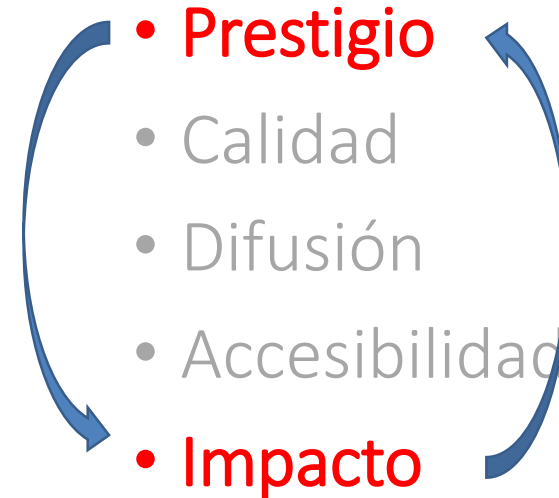 • Prestigio
• Calidad
• Difusión
• Accesibilidad
• Impacto